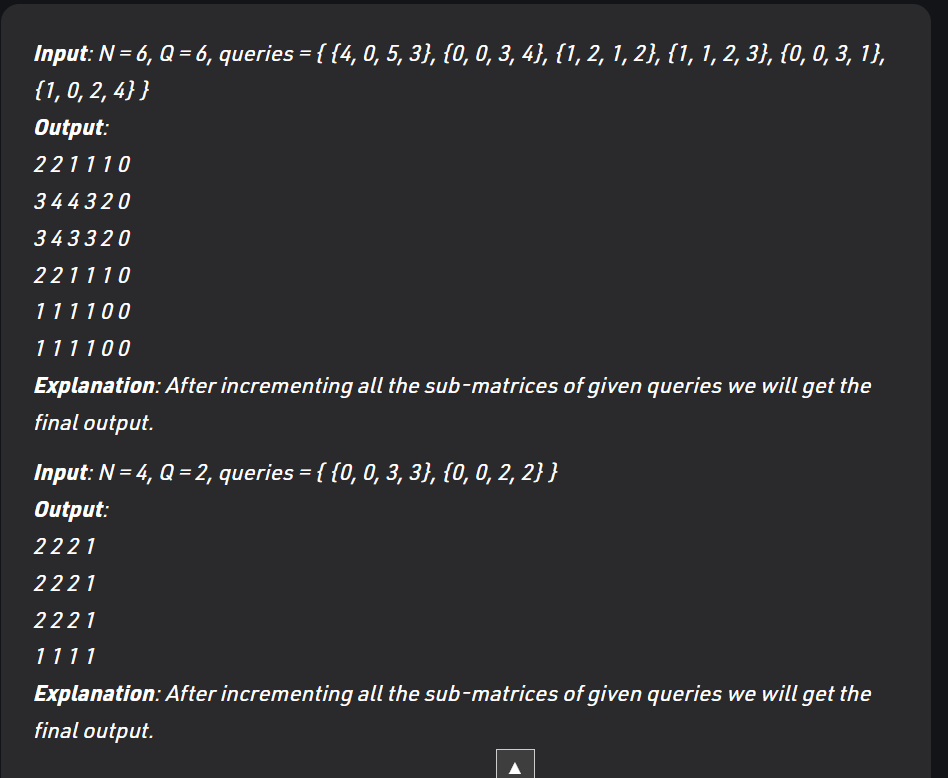 Input: N = 6, Q = 6, queries = { {4, 0, 5, 3}, {0, 0, 3, 4}, {1, 2, 1, 2}, {1, 1, 2, 3}, {0, 0, 3, 1},
{1, 0, 2, 4} }
Output:
2 2 1 1 1 0
3 4 4 3 2 0
3 4 3 3 2 0
2 2 1 1 1 0
1 1 1 1 0 0
1 1 1 1 0 0
Explanation: After incrementing all the sub-matrices of given queries we will get the
final output.
Input: N = 4, Q = 2, queries = { {0, 0, 3, 3}, {0, 0, 2, 2} }
Output:
2 2 2 1
2 2 2 1
2 2 2 1
1 1 1 1
Explanation: After incrementing all the sub-matrices of given queries we will get the
final output.